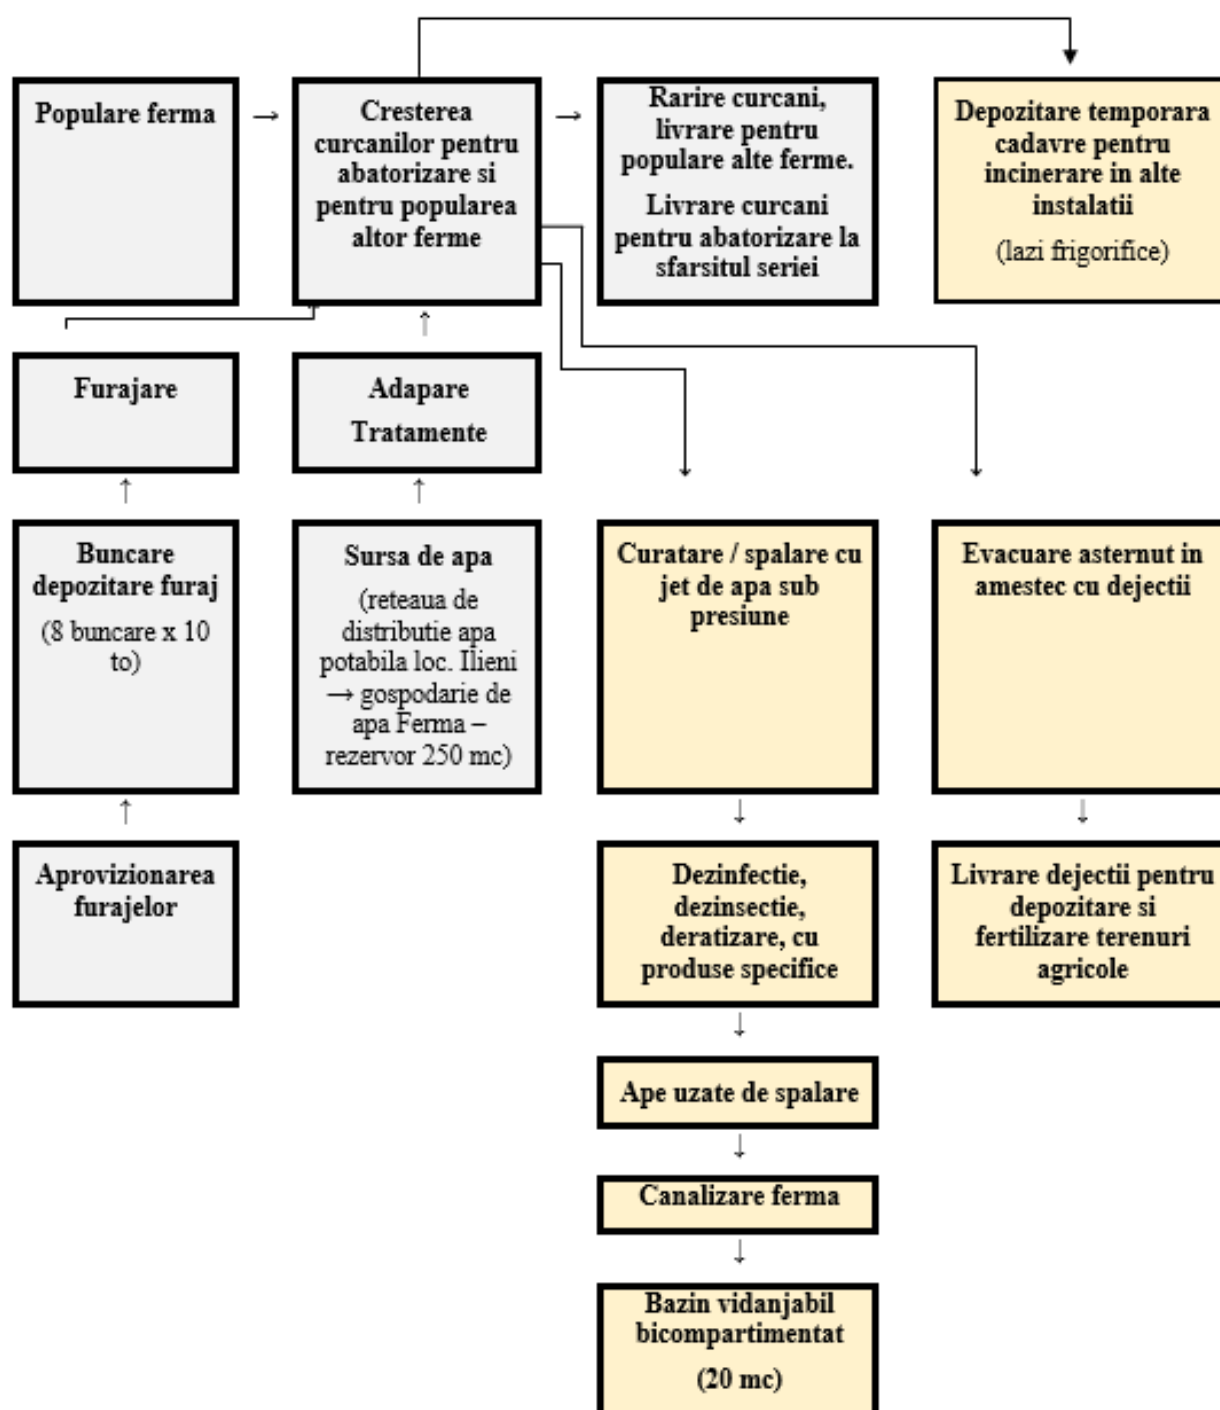 Populare ferma
→
Cresterea
curcanilor pentru
abatorizare si
pentru popularea
altor ferme
→
Rarire curcani,
livrare pentru
populare alte ferme.
Livrare curcani
pentru abatorizare la
sfarsitul seriei
Depozitare temporara
cadavre pentru
incinerare in alte
instalatii
(lazi frigorifice)
↑
Furajare
Adapare
Tratamente
↑
↑
Buncare
depozitare furaj
(8 buncare x 10
to)
Sursa de apa
(reteaua de
distributie apa
potabila loc. Ilieni
→ gospodarie de
apa Ferma –
rezervor 250 mc)
Curatare / spalare cu
jet de apa sub
presiune
Evacuare asternut in
amestec cu dejectii
↑
↓
↓
Aprovizionarea
furajelor
Dezinfectie,
dezinsectie,
deratizare, cu
produse specifice
Livrare dejectii pentru
depozitare si
fertilizare terenuri
agricole
↓
Ape uzate de spalare
↓
Canalizare ferma
↓
Bazin vidanjabil
bicompartimentat
(20 mc)